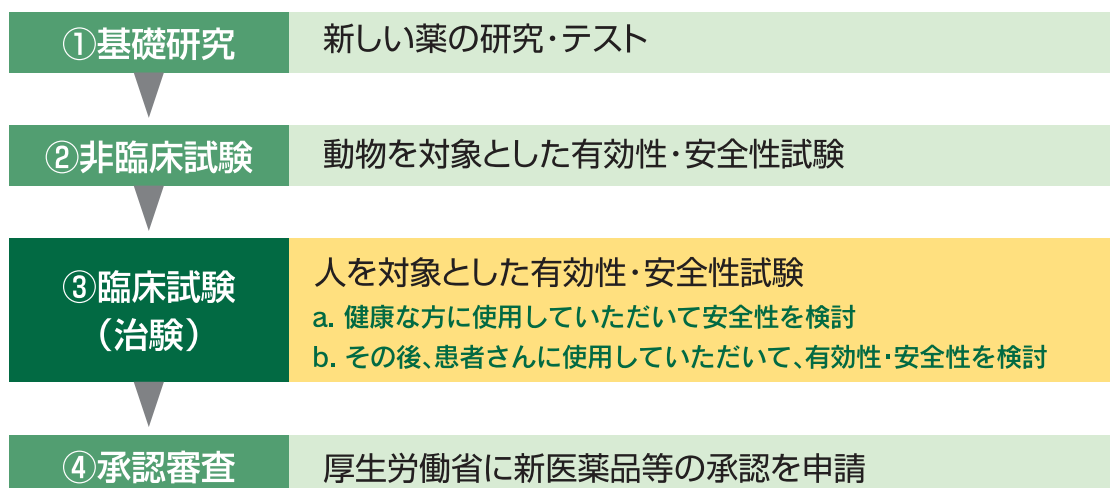 ①基礎研究
新しい薬の研究・テスト
②非臨床試験
動物を対象とした有効性・安全性試験
③臨床試験
（治験）
人を対象とした有効性・安全性試験
a. 健康な方に使用していただいて安全性を検討
b. その後、患者さんに使用していただいて、有効性・安全性を検討
④承認審査
厚生労働省に新医薬品等の承認を申請